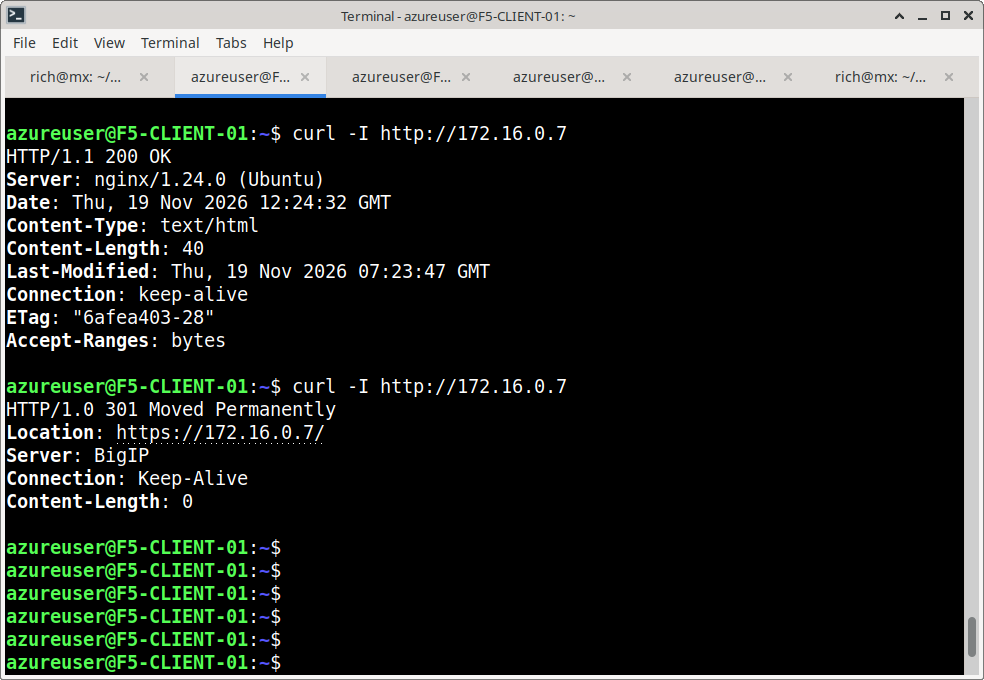 Terminal - azureuser@F5-CLIENT-01: ~
File Edit View Terminal Tabs Help
rich@mx: ~/... azureuser@F... azureuser@F... azureuser@... azureuser@... rich@mx: ~/...
azureuser@F5-CLIENT-01:~$ curl -I http://172.16.0.7
HTTP/1.1 200 OK
Server: nginx/1.24.0 (Ubuntu)
Date: Thu, 19 Nov 2026 12:24:32 GMT
Content-Type: text/html
Content-Length: 40
Last-Modified: Thu, 19 Nov 2026 07:23:47 GMT
Connection: keep-alive
ETag: "6afea403-28"
Accept-Ranges: bytes
azureuser@F5-CLIENT-01:~$ curl -I http://172.16.0.7
HTTP/1.0 301 Moved Permanently
Location: https://172.16.0.7/
Server: BigIP
Connection: Keep-Alive
Content-Length: 0
azureuser@F5-CLIENT-01:~$
azureuser@F5-CLIENT-01:~$
azureuser@F5-CLIENT-01:~$
azureuser@F5-CLIENT-01:~$
azureuser@F5-CLIENT-01:~$
azureuser@F5-CLIENT-01:~$